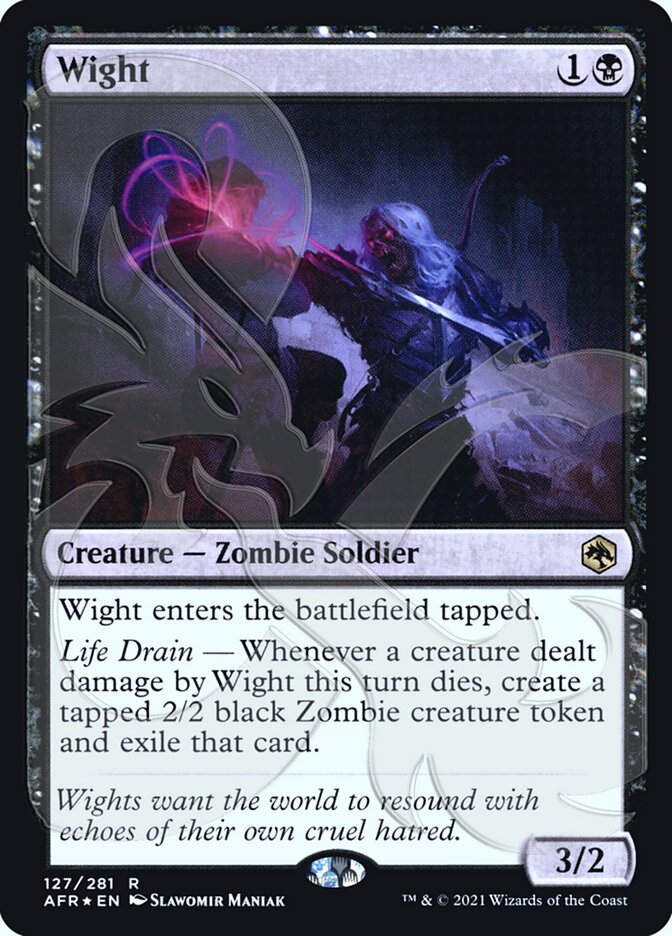 Wight 1
Creature — Zombie Soldier
Wight enters the battlefield tapped.
Life Drain — Whenever a creature dealt
damage by Wight this turn dies, create a
tapped 2/2 black Zombie creature token
and exile that card.
Wights want the world to resound with
echoes of their own cruel hatred.
3/2
127/281 R
AFR★EN Slawomir Maniak ™ & © 2021 Wizards of the Coast